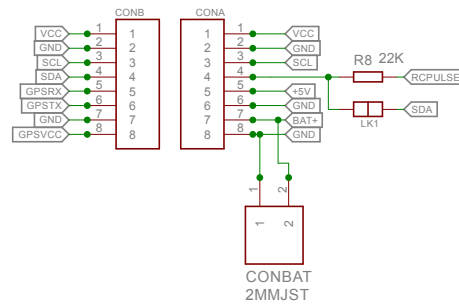 CONB CONA
VCC 1 1 1 1 VCC
GND 2 2 2 2 GND
SCL 3 3 3 3 SCL
R8 22K
SDA 4 4 4 4 RCPULSE
GPSRX 5 5 5 5 +5V
GPSTX 6 6 6 6 GND SDA
GND 7 7 7 7 BAT+ LK1
GPSVCC 8 8 8 8 GND
1 2
1 2
CONBAT
2MMJST